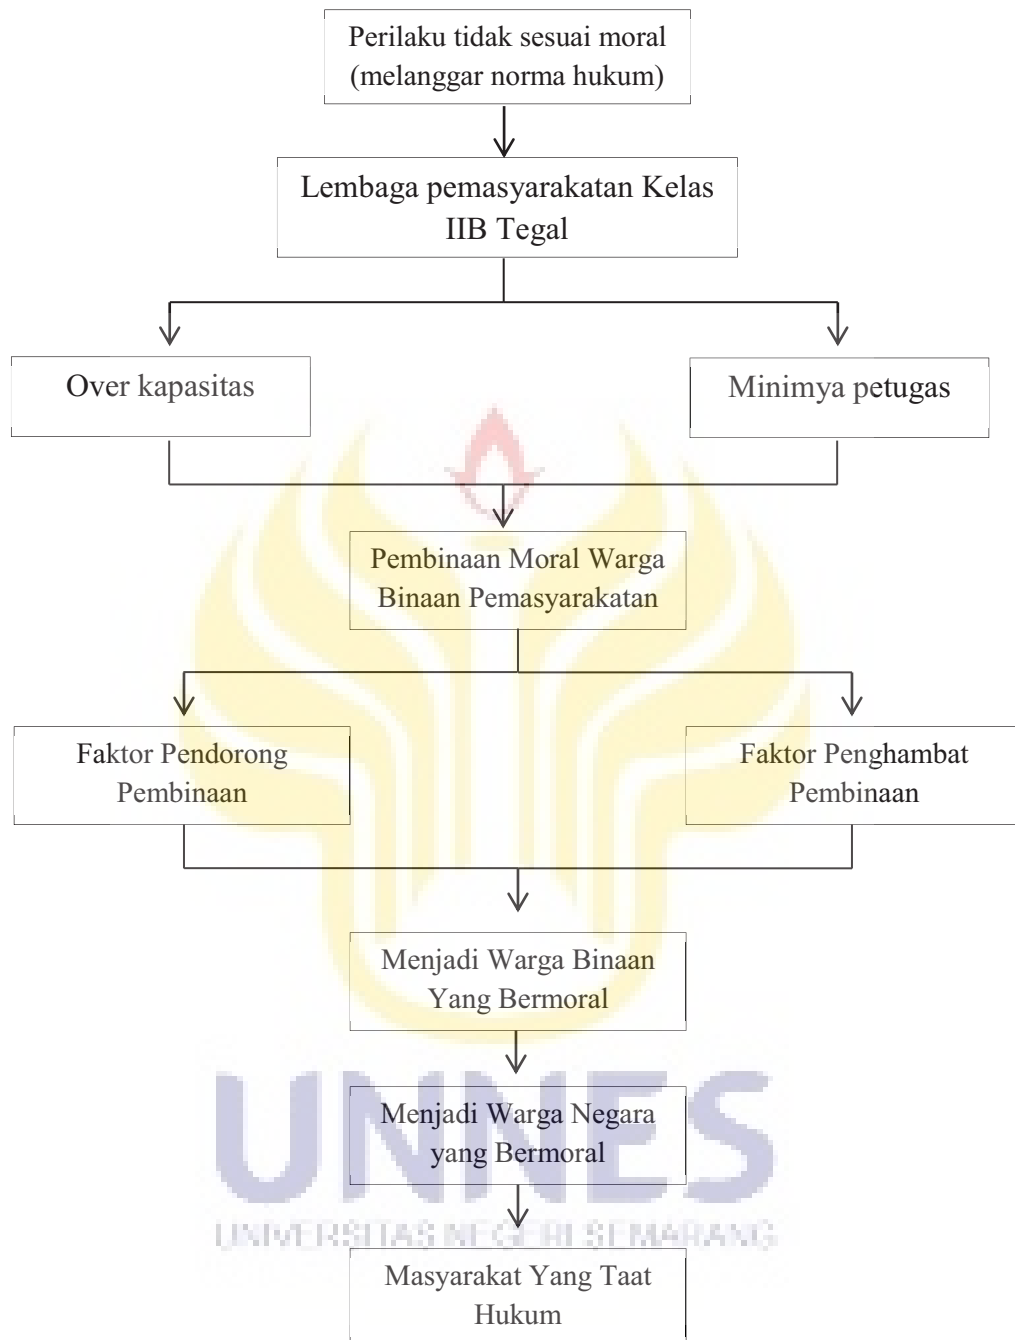 Perilaku tidak sesuai moral
(melanggar norma hukum)
Lembaga pemasyarakatan Kelas
IIB Tegal
Over kapasitas
Minimya petugas
Pembinaan Moral Warga
Binaan Pemasyarakatan
Faktor Pendorong
Pembinaan
Faktor Penghambat
Pembinaan
Menjadi Warga Binaan
Yang Bermoral
UNNES
Menjadi Warga Negara
yang Bermoral
UNIVERSITAS NEGERI SEMARANG
Masyarakat Yang Taat
Hukum